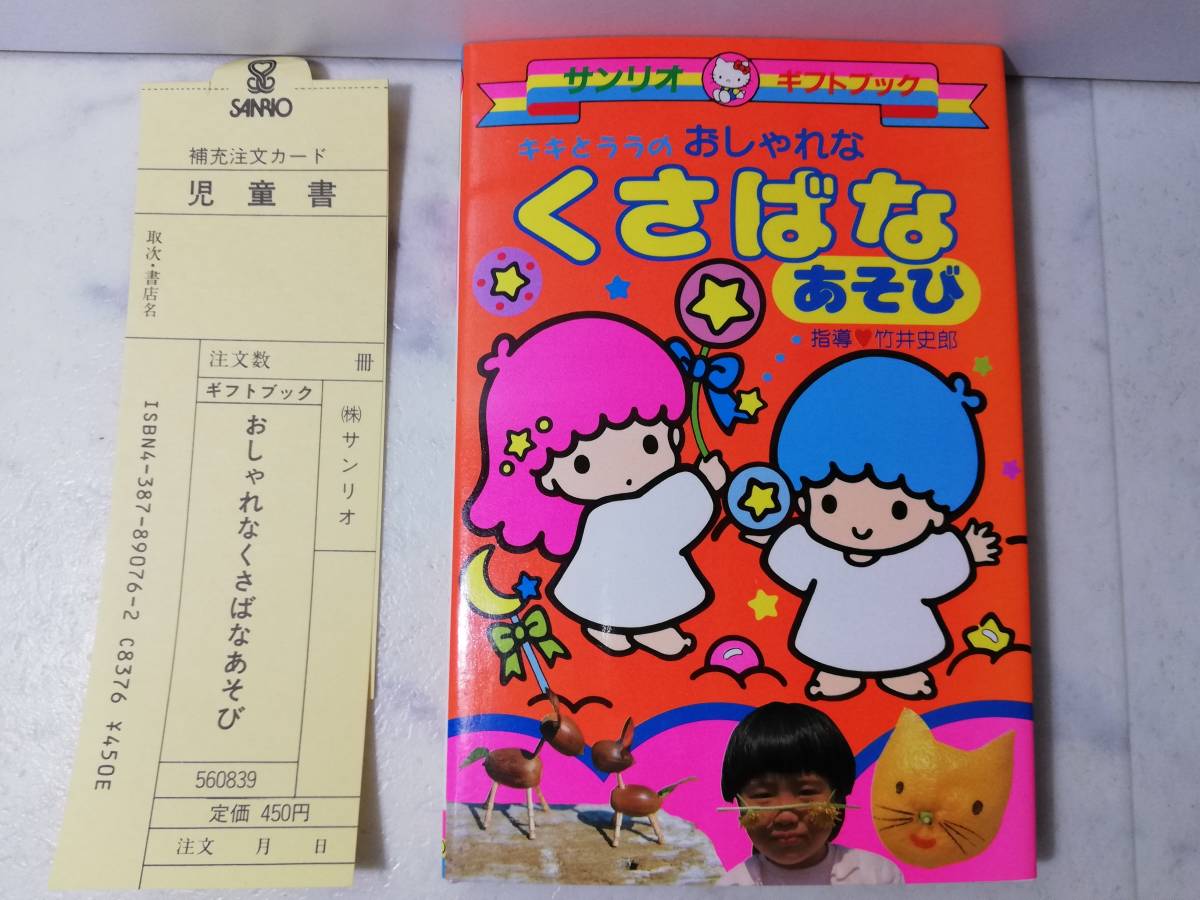 SANRIO
補充注文カード
児童書
取次・書店名
注文数 冊
ギフトブック
㈱サンリオ
おしゃれなくさばなあそび
560839
定価 450円
注文 月 日
ISBN4-387-89076-2 C8376 ¥450E
サンリオ ギフトブック
キキとララの おしゃれな
くさばな
あそび
指導♥竹井史郎